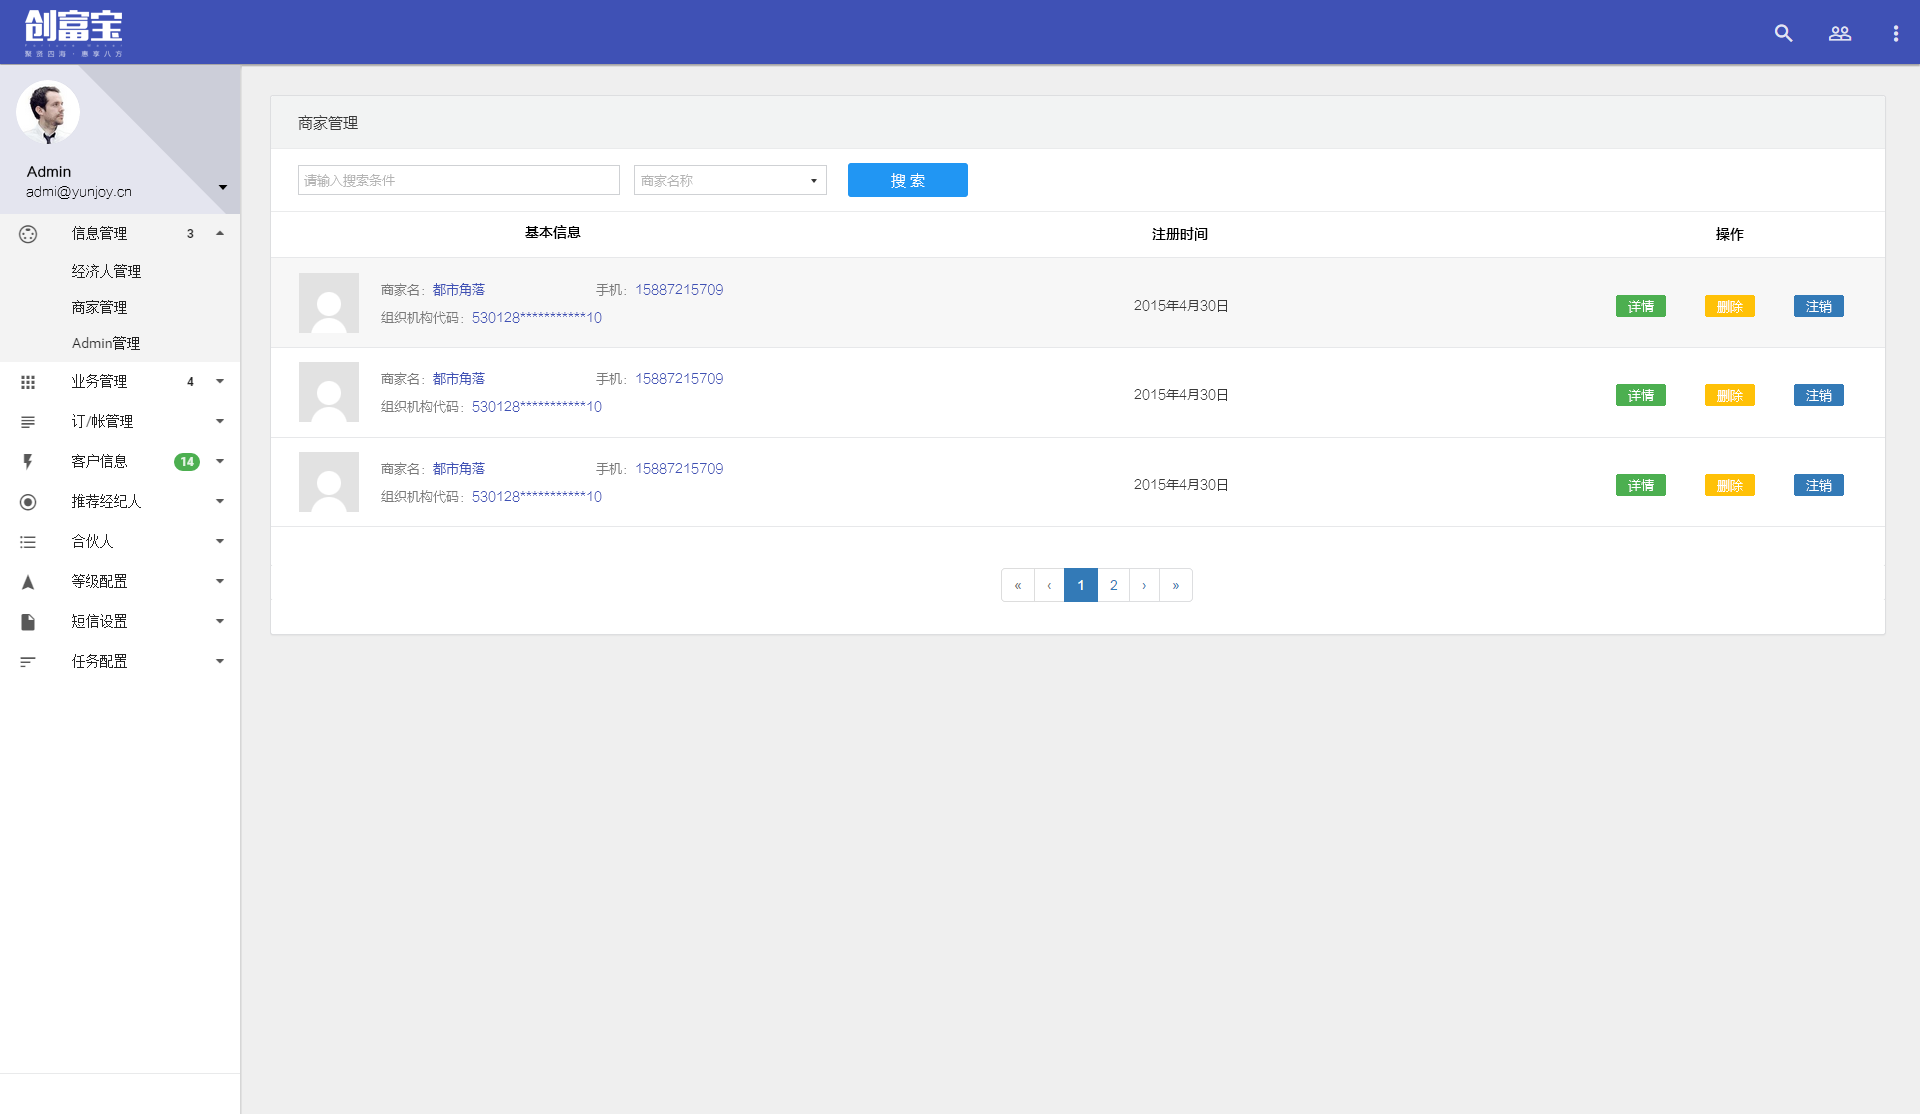 创富宝
聚贤四海·惠享八方
Admin
admi@yunjoy.cn
信息管理 3
经济人管理
商家管理
Admin管理
业务管理 4
订/帐管理
客户信息 14
推荐经纪人
合伙人
等级配置
短信设置
任务配置
商家管理
请输入搜索条件 商家名称 搜 索
基本信息 注册时间 操作
商家名：都市角落 手机：15887215709
组织机构代码：530128***********10
2015年4月30日
详情 删除 注销
商家名：都市角落 手机：15887215709
组织机构代码：530128***********10
2015年4月30日
详情 删除 注销
商家名：都市角落 手机：15887215709
组织机构代码：530128***********10
2015年4月30日
详情 删除 注销
« ‹ 1 2 › »